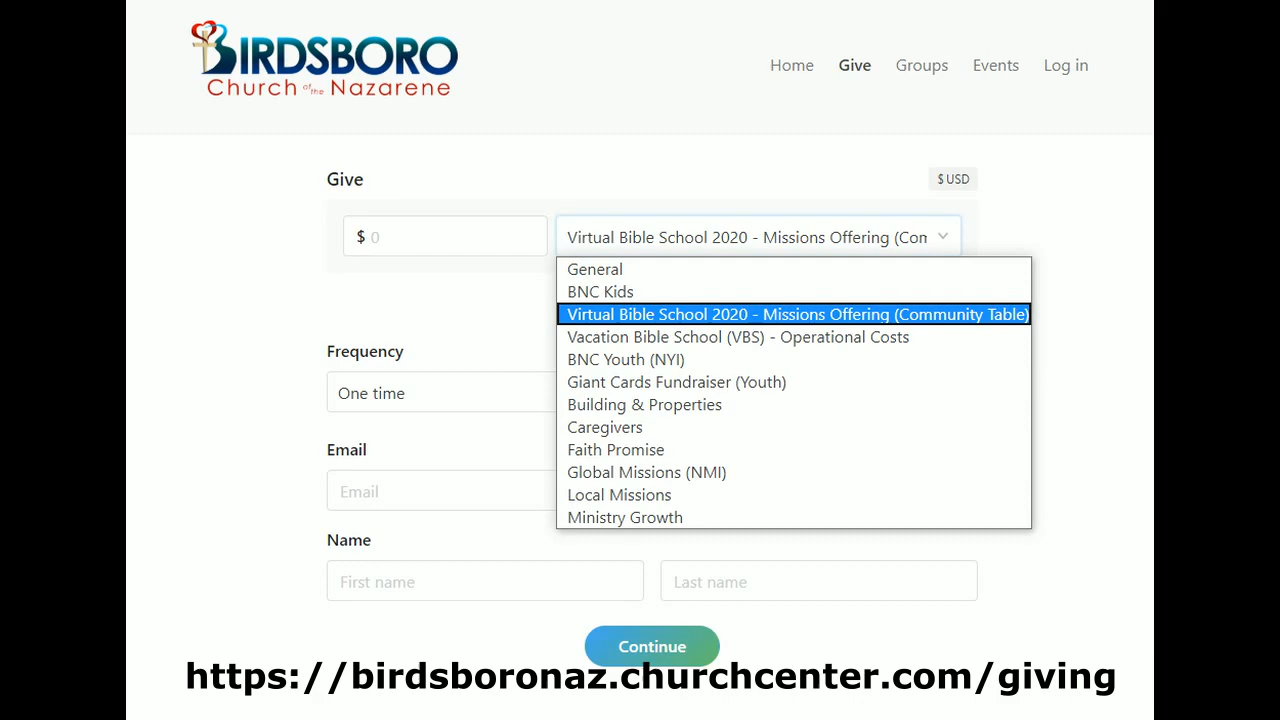 BIRDSBORO
Church of the Nazarene
Home Give Groups Events Log in
Give
$ USD
$ 0
Virtual Bible School 2020 - Missions Offering (Com
General
BNC Kids
Virtual Bible School 2020 - Missions Offering (Community Table)
Vacation Bible School (VBS) - Operational Costs
BNC Youth (NYI)
Giant Cards Fundraiser (Youth)
Building & Properties
Caregivers
Faith Promise
Global Missions (NMI)
Local Missions
Ministry Growth
Frequency
One time
Email
Email
Name
First name
Last name
Continue
https://birdsboronaz.churchcenter.com/giving